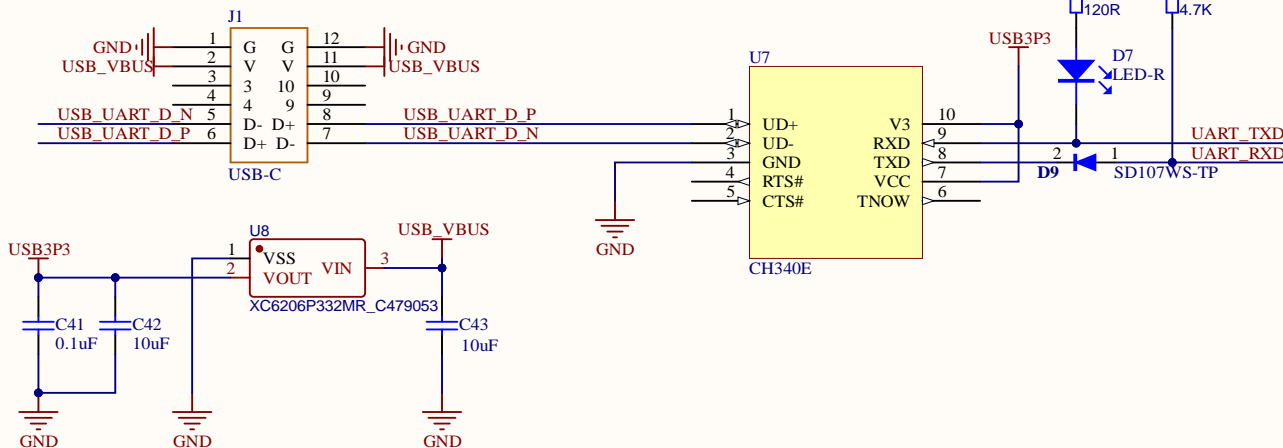 J1
120R
4.7K
USB3P3
GND 1 G G 12 GND
USB_VBUS 2 V V 11 USB_VBUS
3 3 10 10
4 4 9 9
USB_UART_D_N 5 D- D+ 8 USB_UART_D_P
USB_UART_D_P 6 D+ D- 7 USB_UART_D_N
USB-C
U7
D7
LED-R
1 UD+ V3 10
2 UD- RXD 9 UART_TXD
3 GND TXD 8 2 1 UART_RXD
D9 SD107WS-TP
4 RTS# VCC 7
5 CTS# TNOW 6
GND
CH340E
USB3P3
U8
USB_VBUS
1 VSS
2 VOUT VIN 3
XC6206P332MR_C479053
C41
0.1uF
C42
10uF
C43
10uF
GND
GND
GND